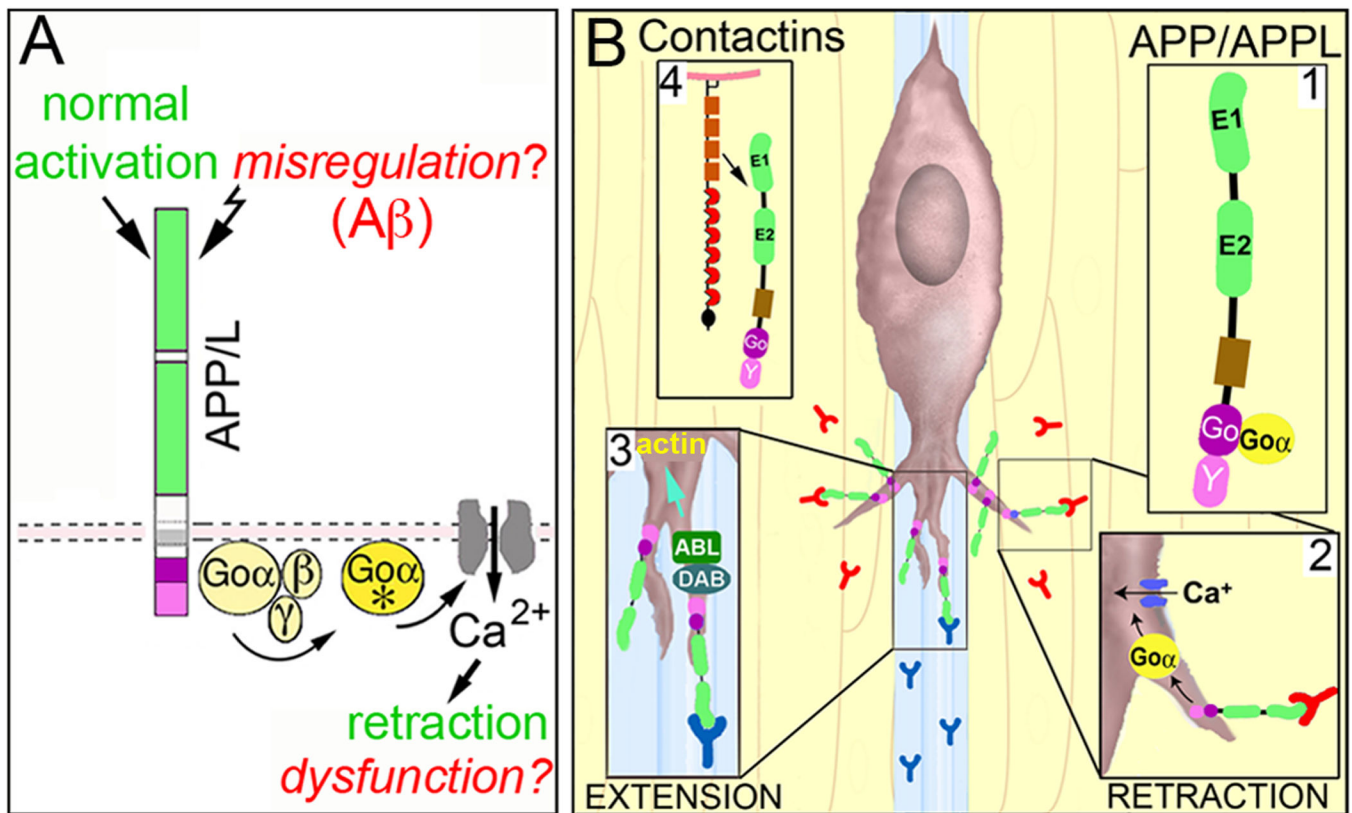 A
normal
activation
misregulation?
(Aβ)
APP/L
Goα
β
γ
Goα
*
Ca²⁺
retraction
dysfunction?
B
Contactins
APP/APPL
4
E1
E2
Go
Y
1
E1
E2
Go
Goα
Y
3
actin
ABL
DAB
EXTENSION
2
Ca⁺
Goα
RETRACTION